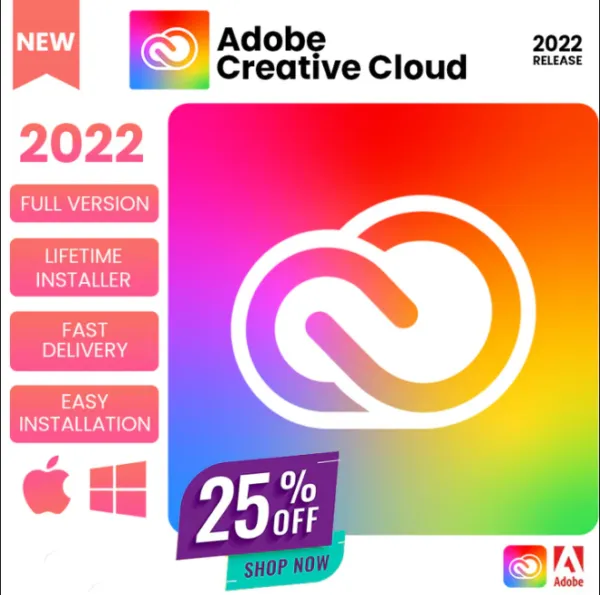 NEW
Adobe
Creative Cloud
2022
RELEASE
2022
FULL VERSION
LIFETIME
INSTALLER
FAST
DELIVERY
EASY
INSTALLATION
25% OFF
SHOP NOW
Adobe